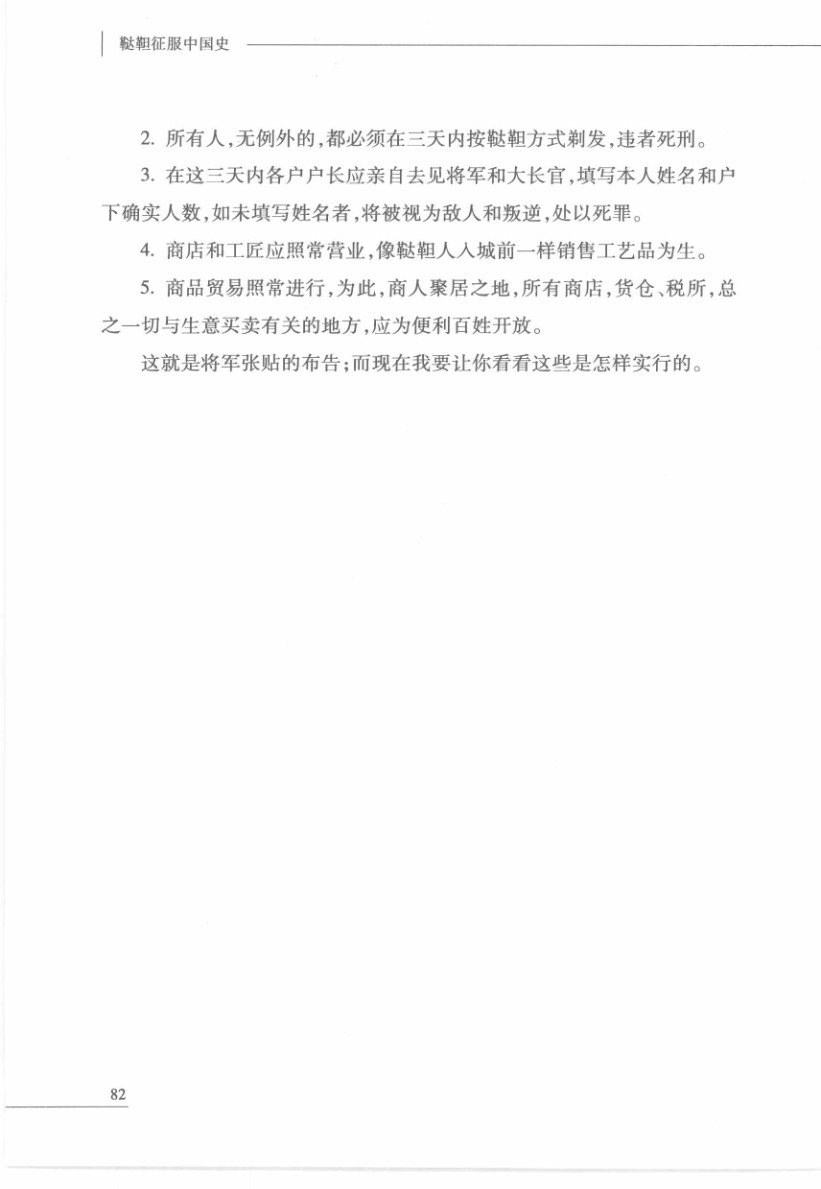 鞑靼征服中国史
2. 所有人,无例外的,都必须在三天内按鞑靼方式剃发,违者死刑。
3. 在这三天内各户户长应亲自去见将军和大长官,填写本人姓名和户
下确实人数,如未填写姓名者,将被视为敌人和叛逆,处以死罪。
4. 商店和工匠应照常营业,像鞑靼人入城前一样销售工艺品为生。
5. 商品贸易照常进行,为此,商人聚居之地,所有商店,货仓、税所,总
之一切与生意买卖有关的地方,应为便利百姓开放。
这就是将军张贴的布告;而现在我要让你看看这些是怎样实行的。
82